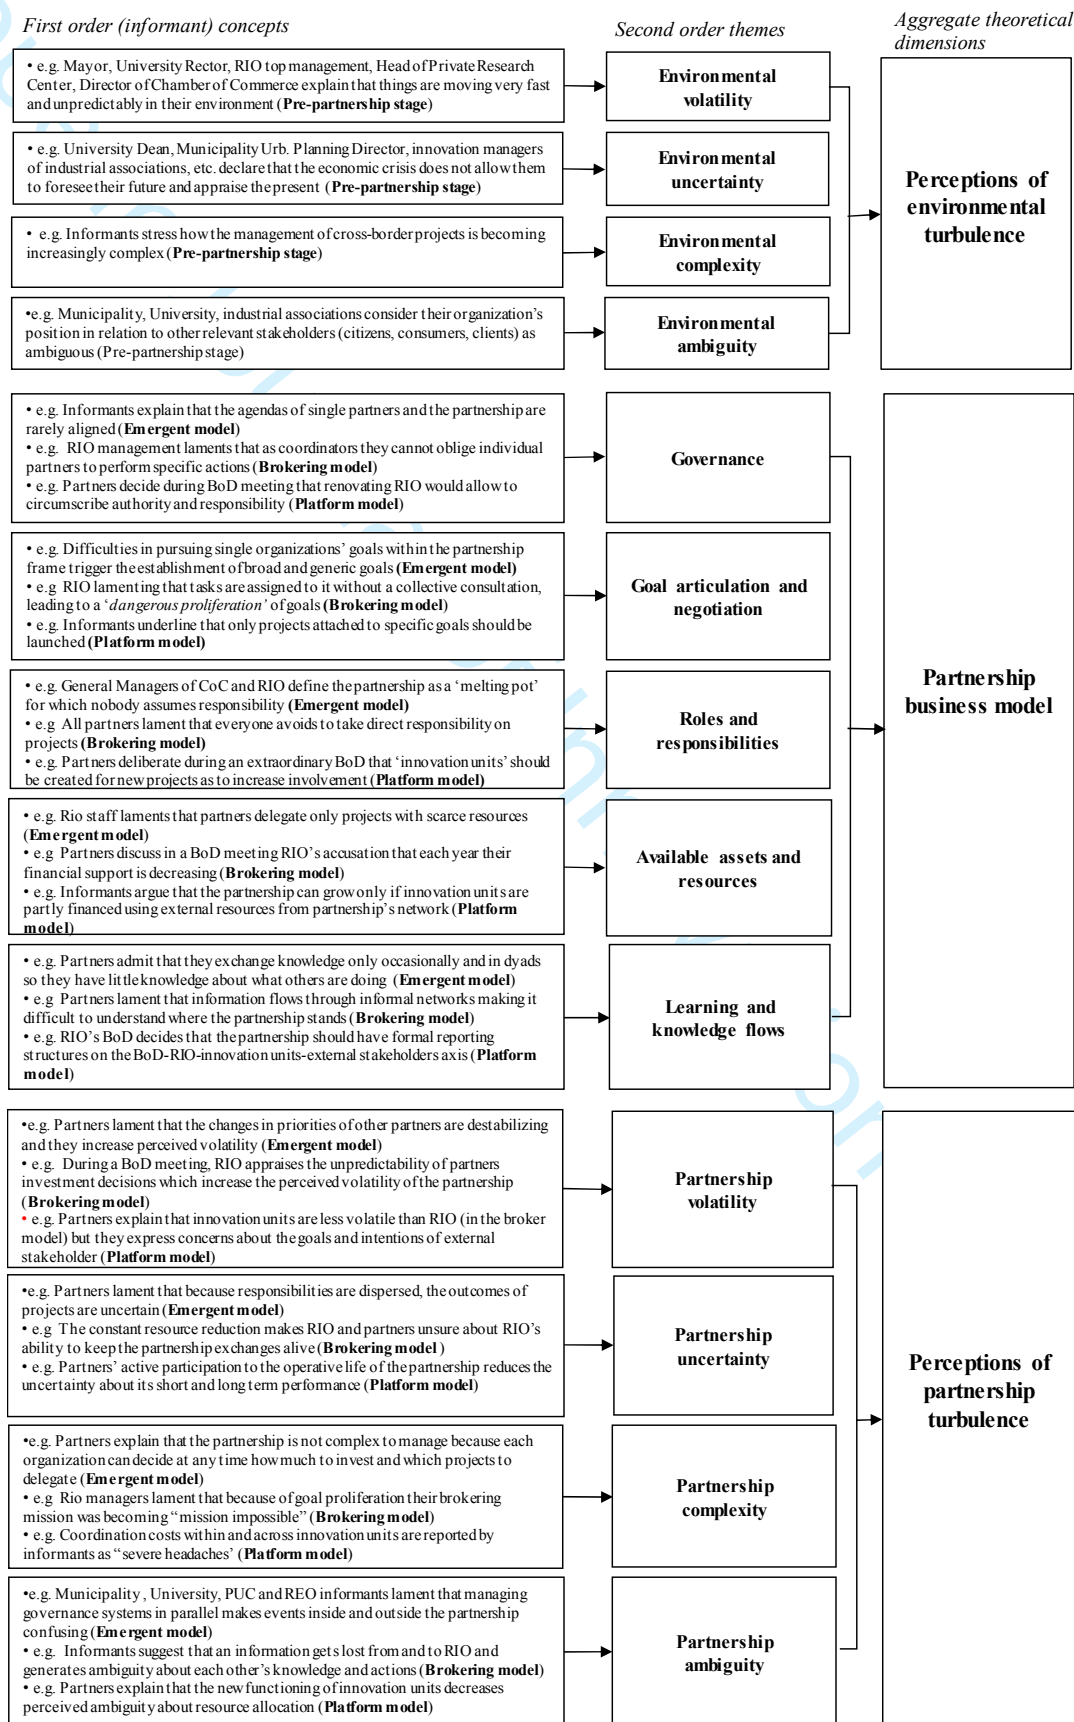 First order (informant) concepts
Second order themes
Aggregate theoretical
dimensions
• e.g. Mayor, University Rector, RIO top management, Head of Private Research
Center, Director of Chamber of Commerce explain that things are moving very fast
and unpredictably in their environment (Pre-partnership stage)
Environmental
volatility
• e.g. University Dean, Municipality Urb. Planning Director, innovation managers
of industrial associations, etc. declare that the economic crisis does not allow them
to foresee their future and appraise the present (Pre-partnership stage)
Environmental
uncertainty
• e.g. Informants stress how the management of cross-border projects is becoming
increasingly complex (Pre-partnership stage)
Environmental
complexity
•e.g. Municipality, University, industrial associations consider their organization's
position in relation to other relevant stakeholders (citizens, consumers, clients) as
ambiguous (Pre-partnership stage)
Environmental
ambiguity
Perceptions of
environmental
turbulence
• e.g. Informants explain that the agendas of single partners and the partnership are
rarely aligned (Emergent model)
• e.g. RIO management laments that as coordinators they cannot oblige individual
partners to perform specific actions (Brokering model)
• e.g. Partners decide during BoD meeting that renovating RIO would allow to
circumscribe authority and responsibility (Platform model)
Governance
• e.g. Difficulties in pursuing single organizations' goals within the partnership
frame trigger the establishment of broad and generic goals (Emergent model)
• e.g RIO lamenting that tasks are assigned to it without a collective consultation,
leading to a 'dangerous proliferation' of goals (Brokering model)
• e.g. Informants underline that only projects attached to specific goals should be
launched (Platform model)
Goal articulation and
negotiation
• e.g. General Managers of CoC and RIO define the partnership as a 'melting pot'
for which nobody assumes responsibility (Emergent model)
• e.g All partners lament that everyone avoids to take direct responsibility on
projects (Brokering model)
• e.g. Partners deliberate during an extraordinary BoD that 'innovation units' should
be created for new projects as to increase involvement (Platform model)
Roles and
responsibilities
• e.g. Rio staff laments that partners delegate only projects with scarce resources
(Emergent model)
• e.g Partners discuss in a BoD meeting RIO's accusation that each year their
financial support is decreasing (Brokering model)
• e.g. Informants argue that the partnership can grow only if innovation units are
partly financed using external resources from partnership's network (Platform
model)
Available assets and
resources
• e.g. Partners admit that they exchange knowledge only occasionally and in dyads
so they have little knowledge about what others are doing (Emergent model)
• e.g Partners lament that information flows through informal networks making it
difficult to understand where the partnership stands (Brokering model)
• e.g. RIO's BoD decides that the partnership should have formal reporting
structures on the BoD-RIO-innovation units-external stakeholders axis (Platform
model)
Learning and
knowledge flows
Partnership
business model
•e.g. Partners lament that the changes in priorities of other partners are destabilizing
and they increase perceived volatility (Emergent model)
• e.g. During a BoD meeting, RIO appraises the unpredictability of partners
investment decisions which increase the perceived volatility of the partnership
(Brokering model)
• e.g. Partners explain that innovation units are less volatile than RIO (in the broker
model) but they express concerns about the goals and intentions of external
stakeholder (Platform model)
Partnership
volatility
•e.g. Partners lament that because responsibilities are dispersed, the outcomes of
projects are uncertain (Emergent model)
• e.g The constant resource reduction makes RIO and partners unsure about RIO's
ability to keep the partnership exchanges alive (Brokering model )
• e.g. Partners' active participation to the operative life of the partnership reduces the
uncertainty about its short and long term performance (Platform model)
Partnership
uncertainty
•e.g. Partners explain that the partnership is not complex to manage because each
organization can decide at any time how much to invest and which projects to
delegate (Emergent model)
• e.g Rio managers lament that because of goal proliferation their brokering
mission was becoming "mission impossible" (Brokering model)
• e.g. Coordination costs within and across innovation units are reported by
informants as "severe headaches' (Platform model)
Partnership
complexity
•e.g. Municipality , University, PUC and REO informants lament that managing
governance systems in parallel makes events inside and outside the partnership
confusing (Emergent model)
• e.g. Informants suggest that an information gets lost from and to RIO and
generates ambiguity about each other's knowledge and actions (Brokering model)
• e.g. Partners explain that the new functioning of innovation units decreases
perceived ambiguity about resource allocation (Platform model)
Partnership
ambiguity
Perceptions of
partnership
turbulence